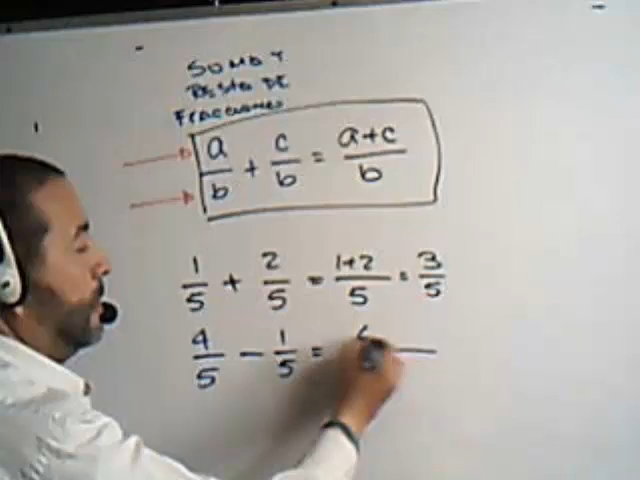 SUMA Y
RESTA DE
FRACCIONES
a/b + c/b = a+c/b
1/5 + 2/5 = 1+2/5 = 3/5
4/5 - 1/5 =